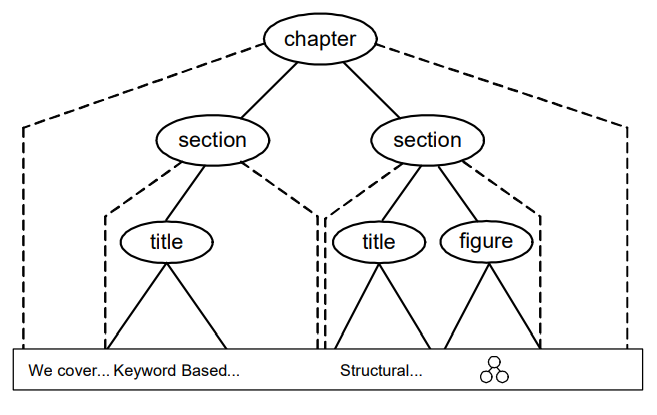 chapter
section section
title title figure
We cover... Keyword Based... Structural...